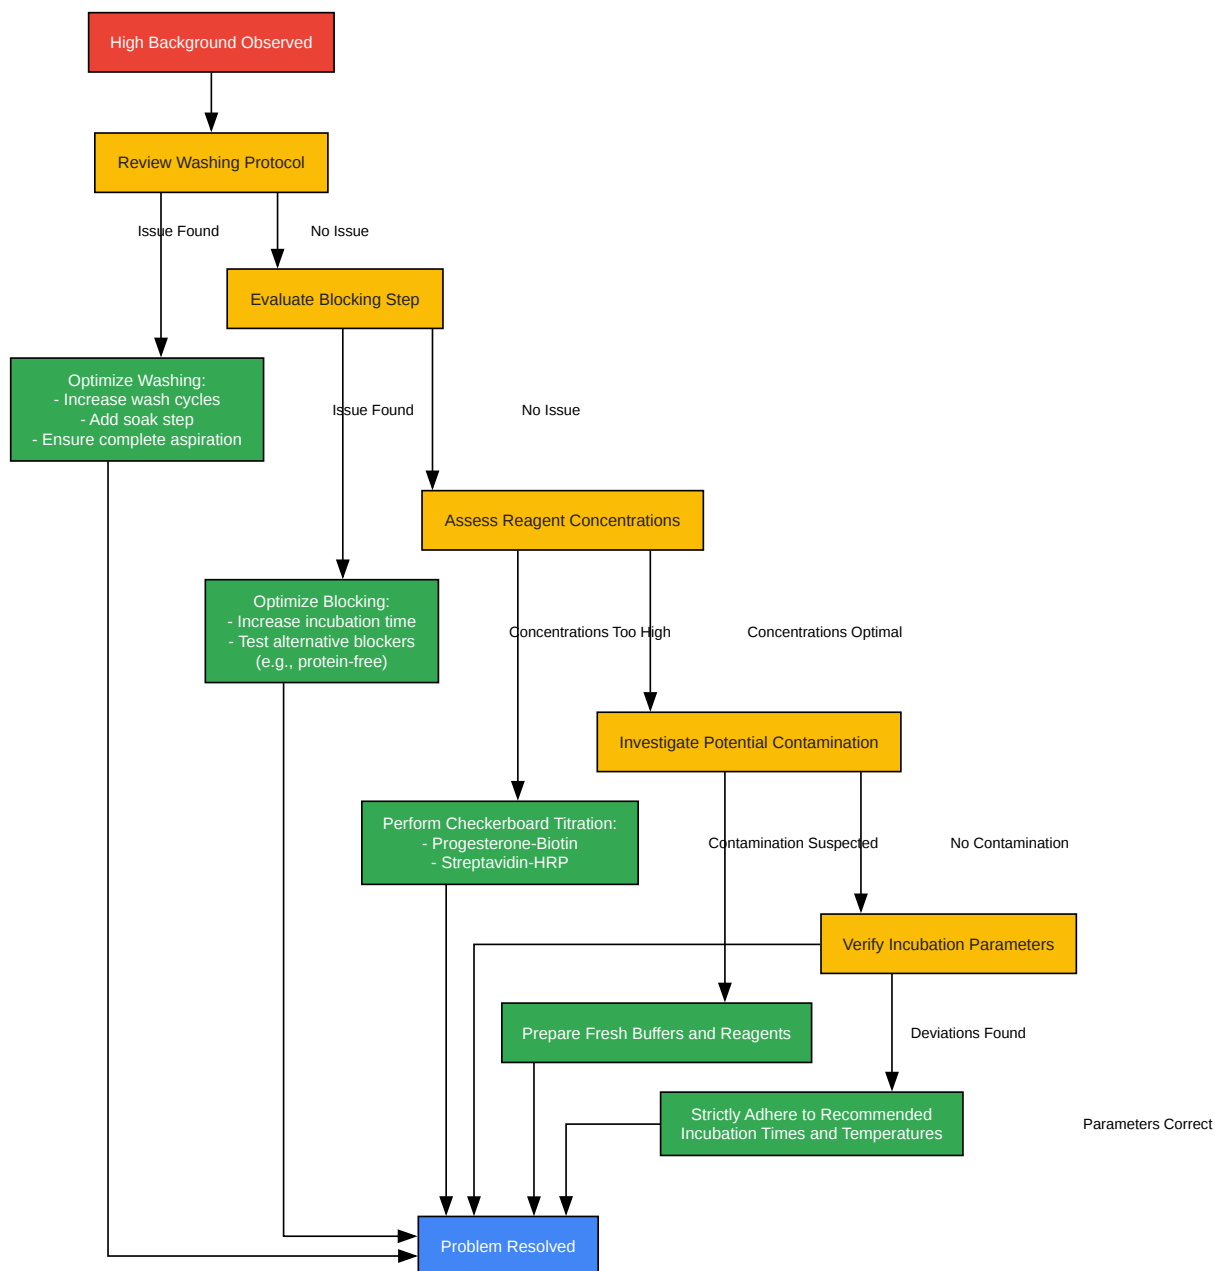 High Background Observed
Review Washing Protocol
Issue Found
No Issue
Evaluate Blocking Step
Optimize Washing:
- Increase wash cycles
- Add soak step
- Ensure complete aspiration
Issue Found
No Issue
Assess Reagent Concentrations
Optimize Blocking:
- Increase incubation time
- Test alternative blockers
(e.g., protein-free)
Concentrations Too High
Concentrations Optimal
Investigate Potential Contamination
Perform Checkerboard Titration:
- Progesterone-Biotin
- Streptavidin-HRP
Contamination Suspected
No Contamination
Verify Incubation Parameters
Prepare Fresh Buffers and Reagents
Deviations Found
Strictly Adhere to Recommended
Incubation Times and Temperatures
Parameters Correct
Problem Resolved